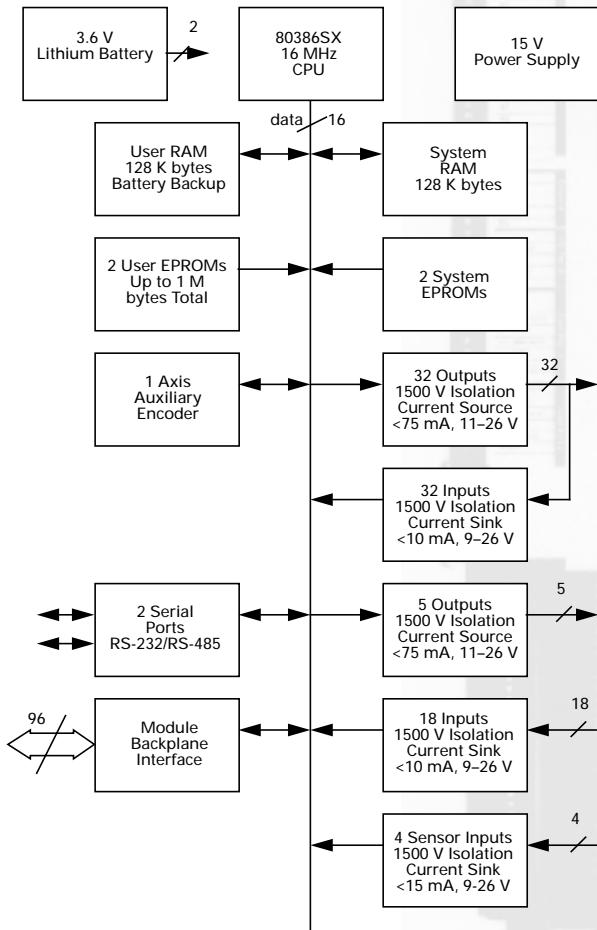 3.6 V
Lithium Battery
2
80386SX
16 MHz
CPU
15 V
Power Supply
data
16
User RAM
128 K bytes
Battery Backup
System
RAM
128 K bytes
2 User EPROMs
Up to 1 M
bytes Total
2 System
EPROMs
1 Axis
Auxiliary
Encoder
32 Outputs
1500 V Isolation
Current Source
<75 mA, 11–26 V
32
32 Inputs
1500 V Isolation
Current Sink
<10 mA, 9–26 V
2 Serial
Ports
RS-232/RS-485
5 Outputs
1500 V Isolation
Current Source
<75 mA, 11–26 V
5
96
Module
Backplane
Interface
18 Inputs
1500 V Isolation
Current Sink
<10 mA, 9–26 V
18
4 Sensor Inputs
1500 V Isolation
Current Sink
<15 mA, 9-26 V
4